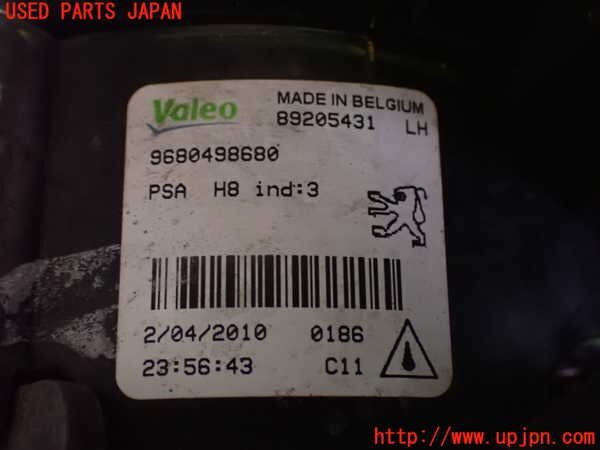 USED PARTS JAPAN
Valeo MADE IN BELGIUM
89205431 LH
9680498680
PSA H8 ind:3
2/04/2010 0186
23:56:43 C11
http://www.upjpn.com